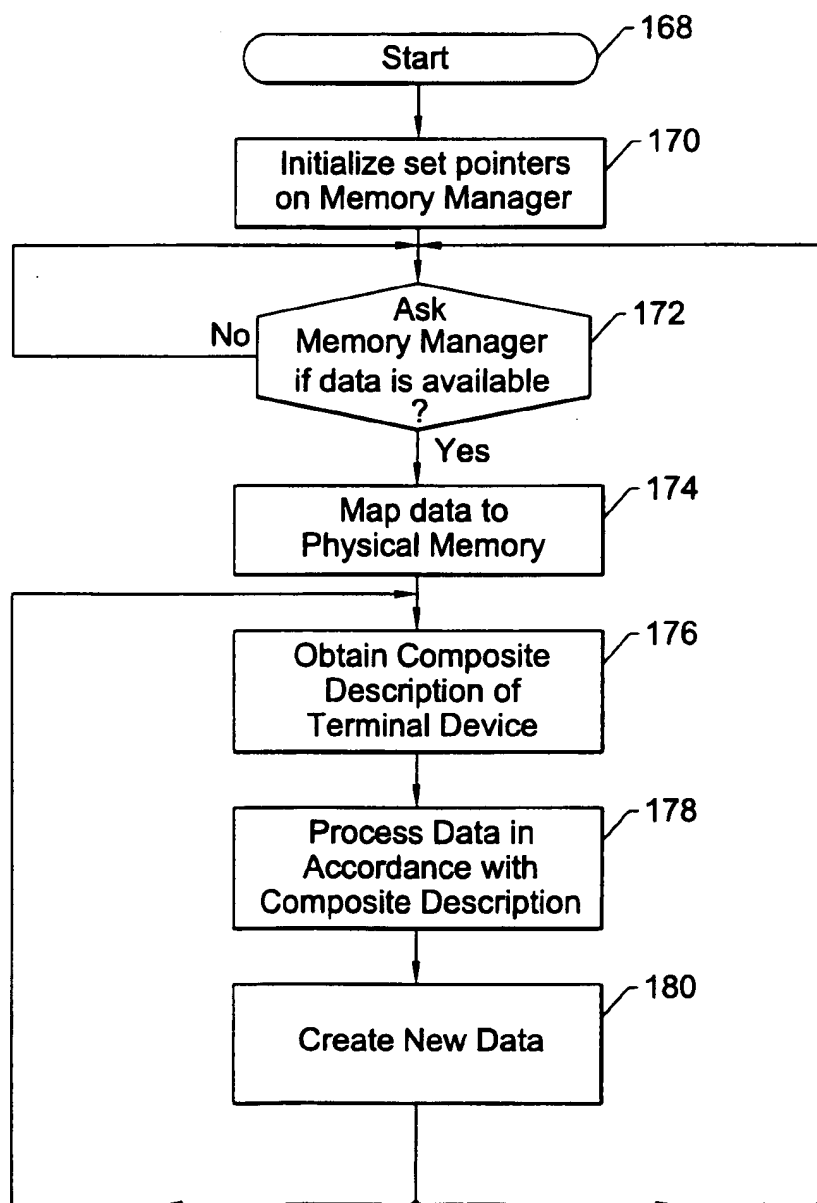 Start
168
Initialize set pointers
on Memory Manager
170
Ask
Memory Manager
if data is available
?
172
No
Yes
Map data to
Physical Memory
174
Obtain Composite
Description of
Terminal Device
176
Process Data in
Accordance with
Composite Description
178
Create New Data
180